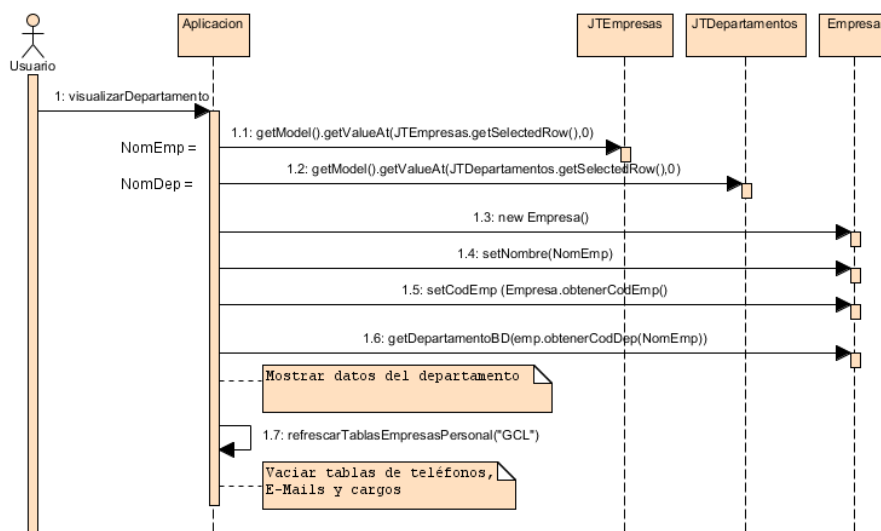 Aplicacion
JTEmpresas
JTDepartamentos
Empresa
Usuario
1: visualizarDepartamento
1.1: getModel().getValueAt(JTEmpresas.getSelectedRow(),0)
NomEmp =
1.2: getModel().getValueAt(JTDepartamentos.getSelectedRow(),0)
NomDep =
1.3: new Empresa()
1.4: setNombre(NomEmp)
1.5: setCodEmp (Empresa.obtenerCodEmp()
1.6: getDepartamentoBD(emp.obtenerCodDep(NomEmp))
Mostrar datos del departamento
1.7: refrescarTablasEmpresasPersonal("GCL")
Vaciar tablas de teléfonos,
E-Mails y cargos